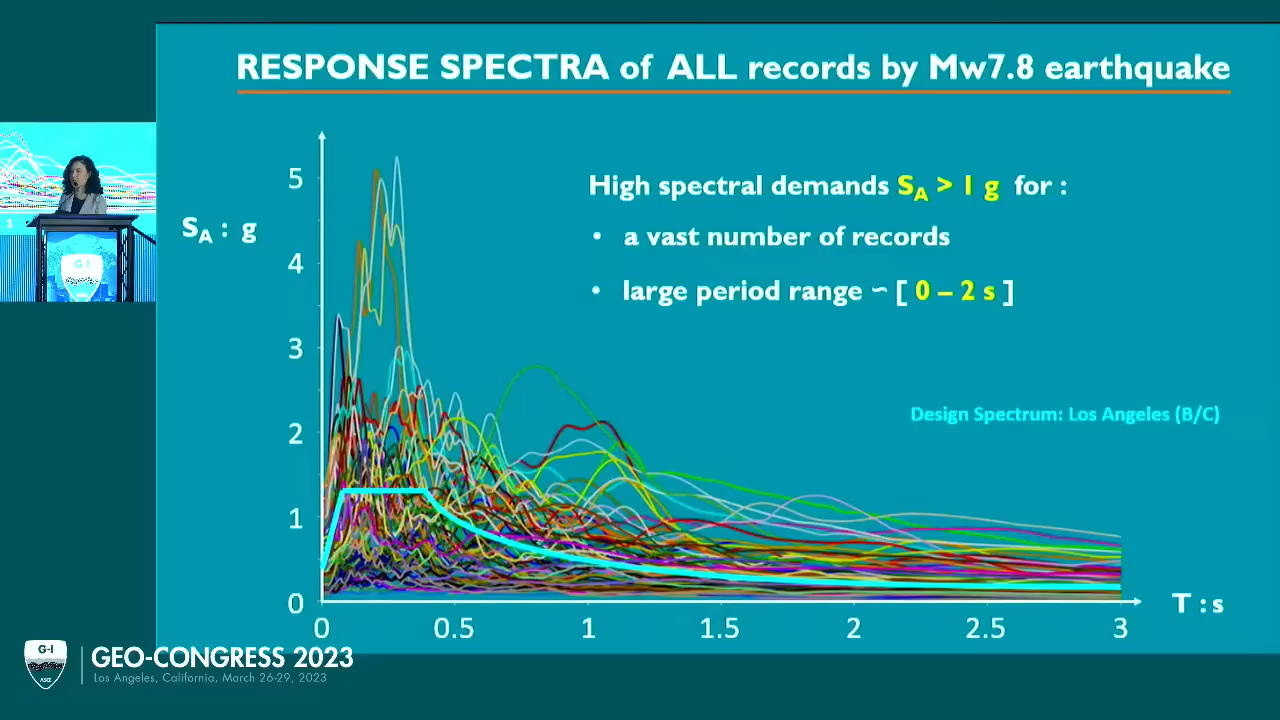 RESPONSE SPECTRA of ALL records by Mw7.8 earthquake
High spectral demands SA > 1 g for :
• a vast number of records
• large period range ~ [ 0 – 2 s ]
SA : g
5
4
3
2
1
0
Design Spectrum: Los Angeles (B/C)
0 0.5 1 1.5 2 2.5 3
T : s
1
G-I
G-I
ASCE
GEO-CONGRESS 2023
Los Angeles, California, March 26-29, 2023